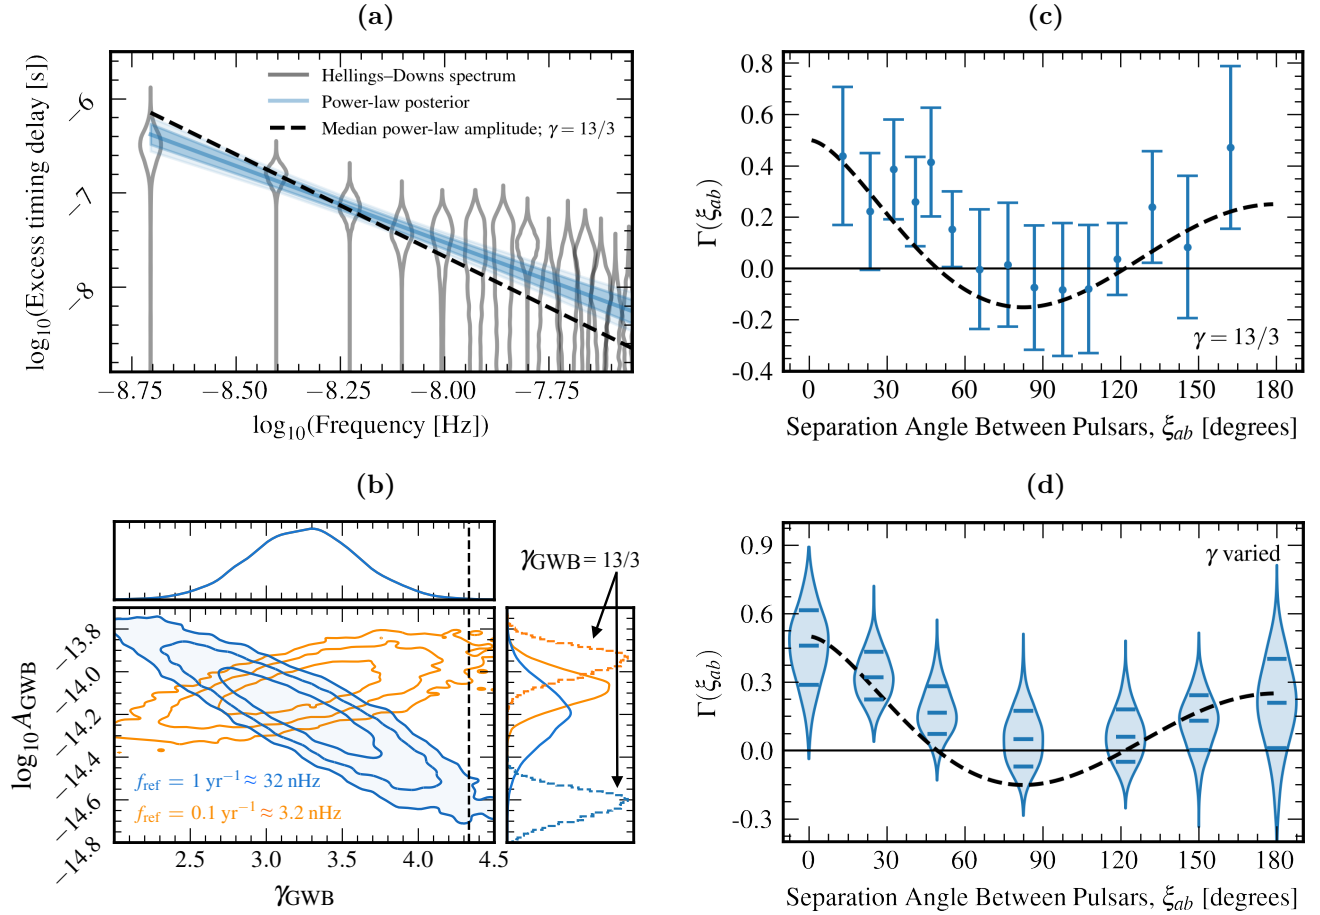 (a)
log₁₀(Excess timing delay [s])
−6
−7
−8
Hellings–Downs spectrum
Power-law posterior
Median power-law amplitude; γ = 13/3
−8.75 −8.50 −8.25 −8.00 −7.75
log₁₀(Frequency [Hz])
(c)
Γ(ξab)
0.8
0.6
0.4
0.2
0.0
-0.2
-0.4
γ = 13/3
0 30 60 90 120 150 180
Separation Angle Between Pulsars, ξab [degrees]
(b)
γGWB = 13/3
log₁₀AGWB
−13.8
−14.0
−14.2
−14.4
−14.6
−14.8
fref = 1 yr⁻¹ ≈ 32 nHz
fref = 0.1 yr⁻¹ ≈ 3.2 nHz
2.5 3.0 3.5 4.0 4.5
γGWB
(d)
Γ(ξab)
0.9
0.6
0.3
0.0
-0.3
γ varied
0 30 60 90 120 150 180
Separation Angle Between Pulsars, ξab [degrees]